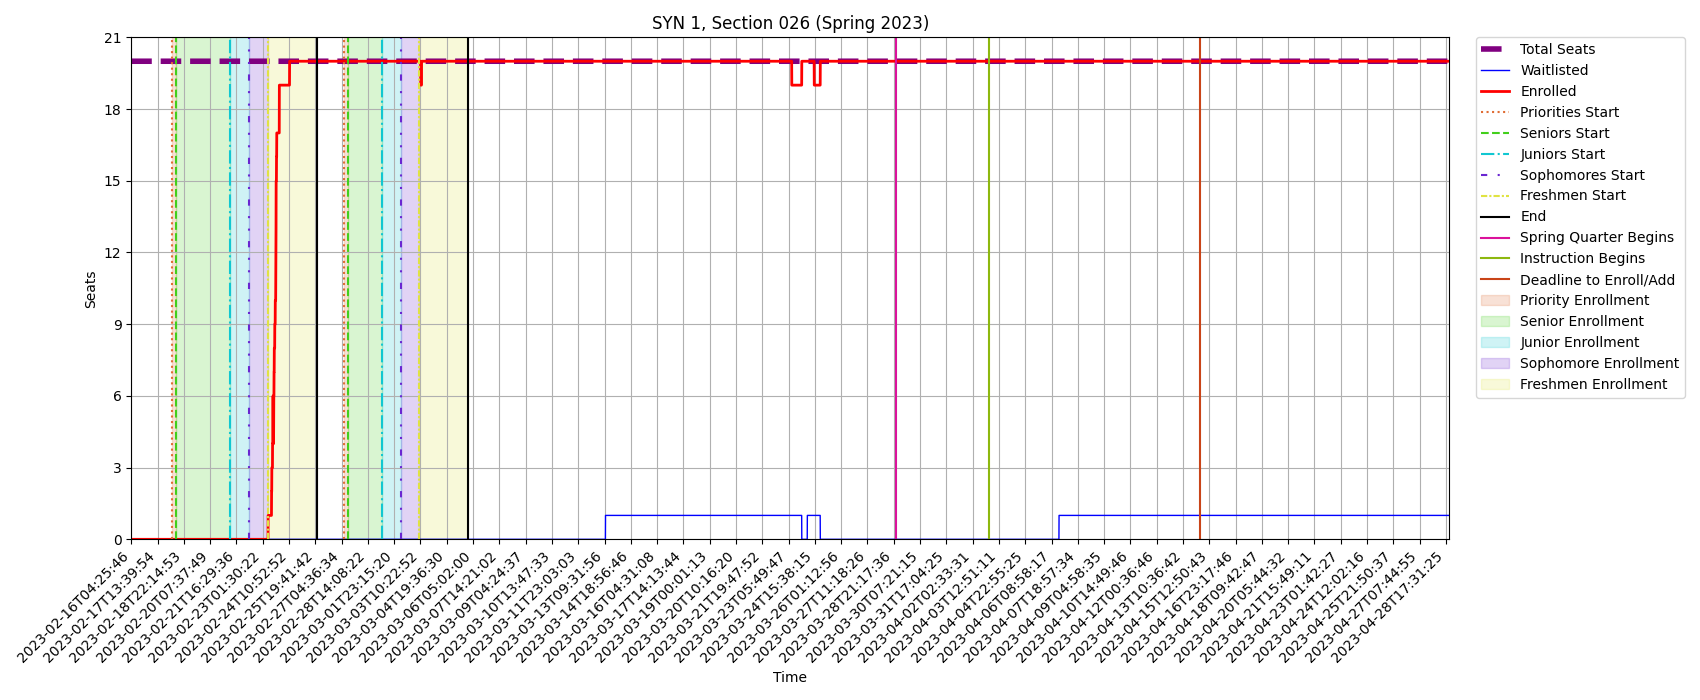 SYN 1, Section 026 (Spring 2023)
21
18
15
12
9
6
3
0
Seats
2023-02-16T04:25:46
2023-02-17T13:39:54
2023-02-18T22:14:53
2023-02-20T07:37:49
2023-02-21T16:29:36
2023-02-23T01:30:22
2023-02-24T10:52:52
2023-02-25T19:41:42
2023-02-27T04:36:34
2023-02-28T14:08:22
2023-03-01T23:15:20
2023-03-03T10:22:52
2023-03-04T19:36:30
2023-03-06T05:02:00
2023-03-07T14:21:02
2023-03-09T04:24:37
2023-03-10T13:47:33
2023-03-11T23:03:03
2023-03-13T09:31:56
2023-03-14T18:56:46
2023-03-16T04:31:08
2023-03-17T14:13:44
2023-03-19T00:01:13
2023-03-20T10:16:20
2023-03-21T19:47:52
2023-03-23T05:49:47
2023-03-24T15:38:15
2023-03-26T01:12:56
2023-03-27T11:18:26
2023-03-28T21:17:36
2023-03-30T07:21:15
2023-03-31T17:04:25
2023-04-02T02:33:31
2023-04-03T12:51:11
2023-04-04T22:55:25
2023-04-06T08:58:17
2023-04-07T18:57:34
2023-04-09T04:58:35
2023-04-10T14:49:46
2023-04-12T00:36:46
2023-04-13T10:36:42
2023-04-15T12:50:43
2023-04-16T23:17:46
2023-04-18T09:42:47
2023-04-20T05:44:32
2023-04-21T15:49:11
2023-04-23T01:42:27
2023-04-24T12:02:16
2023-04-25T21:50:37
2023-04-27T07:44:55
2023-04-28T17:31:25
Time
Total Seats
Waitlisted
Enrolled
Priorities Start
Seniors Start
Juniors Start
Sophomores Start
Freshmen Start
End
Spring Quarter Begins
Instruction Begins
Deadline to Enroll/Add
Priority Enrollment
Senior Enrollment
Junior Enrollment
Sophomore Enrollment
Freshmen Enrollment